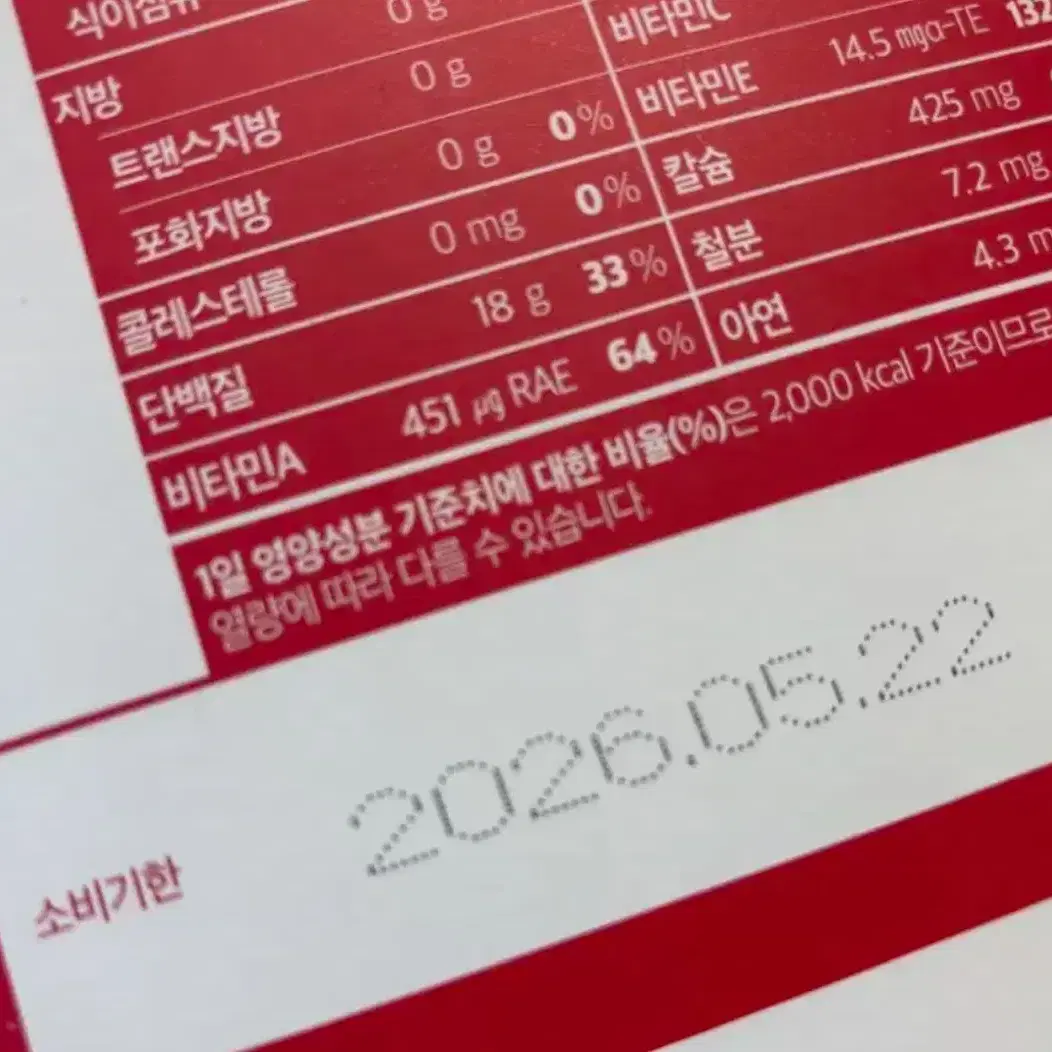 식이섬유
지방 0 g
트랜스지방 0 g
포화지방 0 g 0%
콜레스테롤 0 mg 0%
단백질 18 g 33%
비타민A 451 μg RAE 64%
비타민C
비타민E 14.5 mgα-TE 132
칼슘 425 mg
철분 7.2 mg
아연 4.3 m
1일 영양성분 기준치에 대한 비율(%)은 2,000 kcal 기준이므로
열량에 따라 다를 수 있습니다.
소비기한 2026.05.22